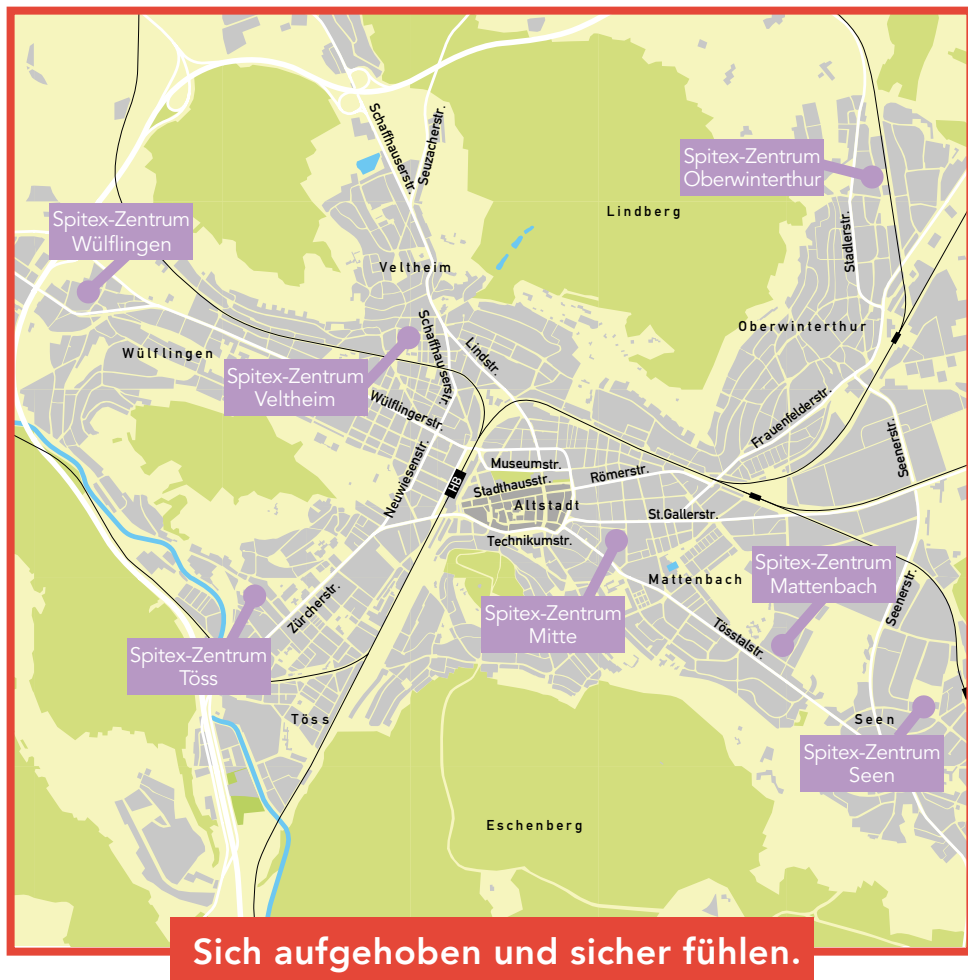 Schaffhauserstr.
Seuzacherstr.
Spitex-Zentrum
Oberwinterthur
Lindberg
Spitex-Zentrum
Wülflingen
Stadlerstr.
Veltheim
Oberwinterthur
Schaffhauserstr.
Lindstr.
Wülflingen
Spitex-Zentrum
Veltheim
Wülflingerstr.
Frauenfelderstr.
Seenerstr.
Neuwiesenstr.
Museumstr.
Römerstr.
HB
Stadthausstr.
Altstadt
St.Gallerstr.
Technikumstr.
Spitex-Zentrum
Mattenbach
Mattenbach
Seenerstr.
Zürcherstr.
Spitex-Zentrum
Mitte
Tösstalstr.
Spitex-Zentrum
Töss
Töss
Seen
Spitex-Zentrum
Seen
Eschenberg
Sich aufgehoben und sicher fühlen.